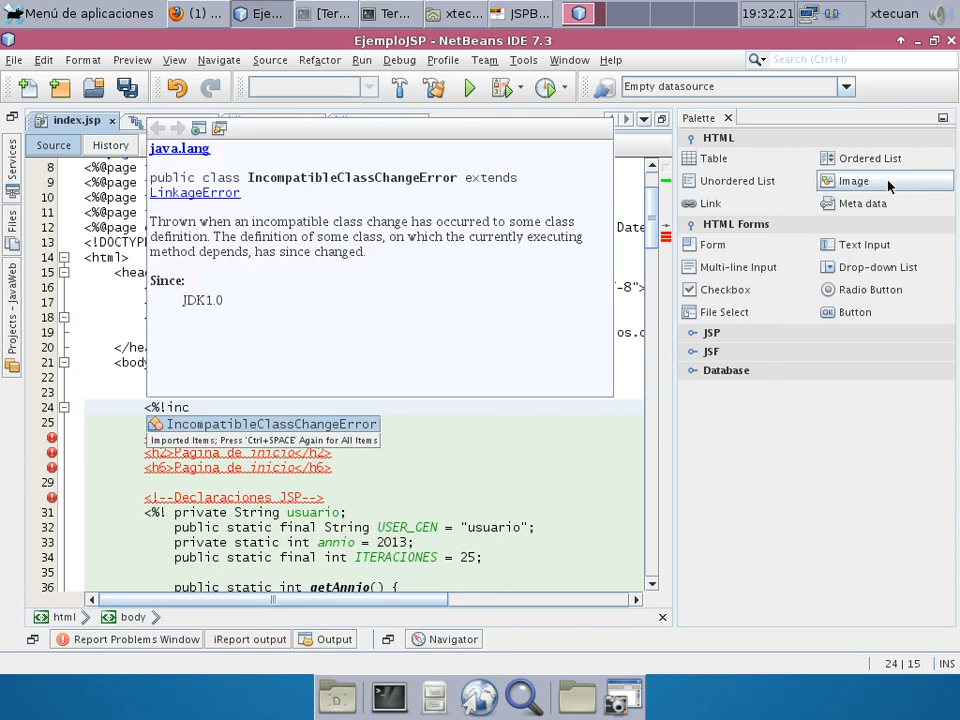 Menú de aplicaciones
(1) ...
Eje...
[Ter...
Ter...
xtec...
JSPB...
19:32:21
xtecuan
EjemploJSP - NetBeans IDE 7.3
File Edit Format Preview View Navigate Source Refactor Run Debug Profile Team Tools Window Help
Search (Ctrl+I)
Empty datasource
index.jsp
Source History
Services
Files
Projects - JavaWeb
8 <%@page
9 <%@page
10 <%@page
11 <%@page
12 <%@page Date
13 <!DOCTYP
14 <html>
15 <hea
16 f-8">
17
18
19 os.c
20 </hea
21 <body
22
23
24 <%!inc
25
<h2>Pagina de inicio</h2>
<h6>Pagina de inicio</h6>
29
<!--Declaraciones JSP-->
31 <%! private String usuario;
32 public static final String USER_GEN = "usuario";
33 private static int annio = 2013;
34 public static final int ITERACIONES = 25;
35
36 public static int getAnnio() {
java.lang
public class IncompatibleClassChangeError extends
LinkageError
Thrown when an incompatible class change has occurred to some class
definition. The definition of some class, on which the currently executing
method depends, has since changed.
Since:
JDK1.0
IncompatibleClassChangeError
Imported Items; Press 'Ctrl+SPACE' Again for All Items
html body
Report Problems Window iReport output Output Navigator
24 | 15 INS
Palette
HTML
Table Ordered List
Unordered List Image
Link Meta data
HTML Forms
Form Text Input
Multi-line Input Drop-down List
Checkbox Radio Button
File Select Button
JSP
JSF
Database